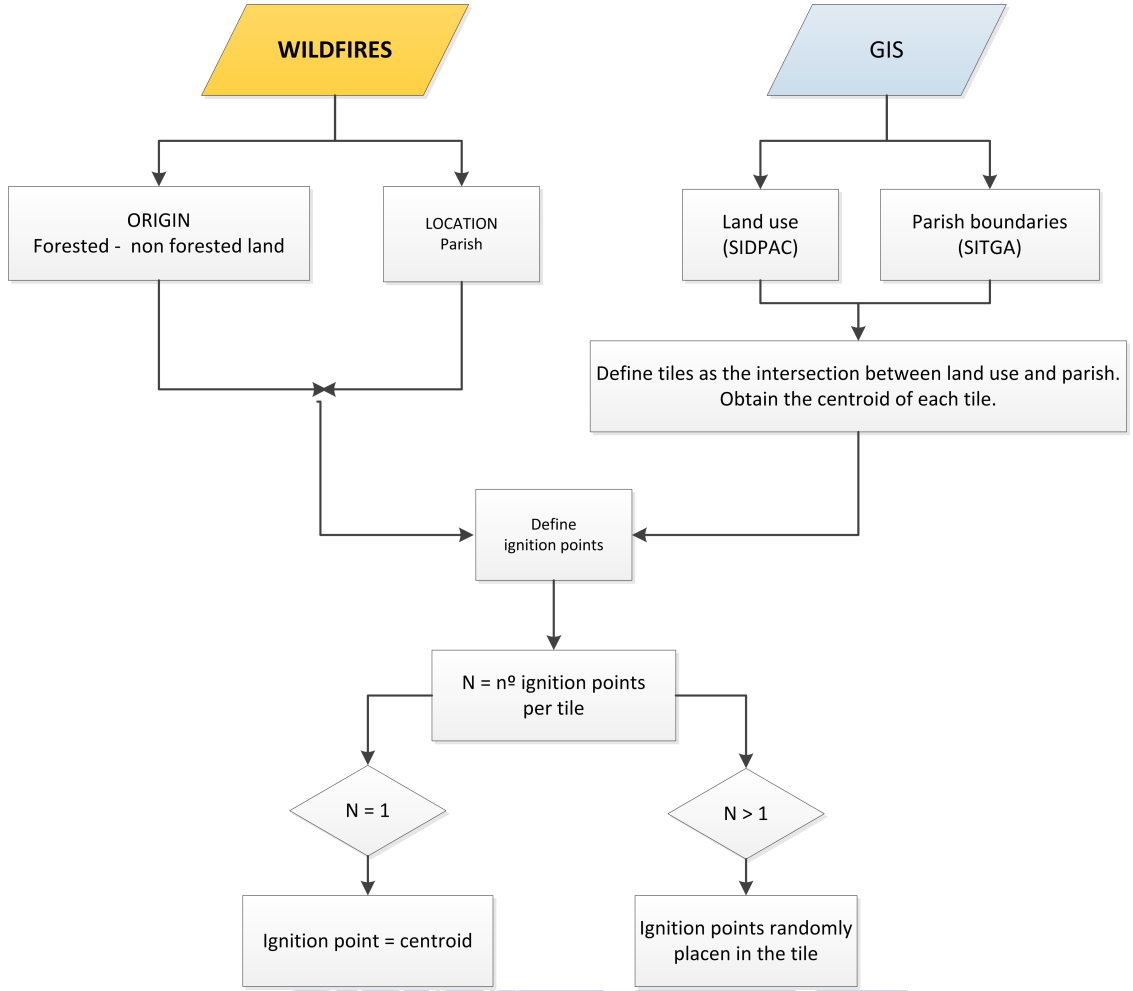 WILDFIRES
GIS
ORIGIN
Forested - non forested land
LOCATION
Parish
Land use
(SIDPAC)
Parish boundaries
(SITGA)
Define tiles as the intersection between land use and parish.
Obtain the centroid of each tile.
Define
ignition points
N = nº ignition points
per tile
N = 1
N > 1
Ignition point = centroid
Ignition points randomly
placen in the tile